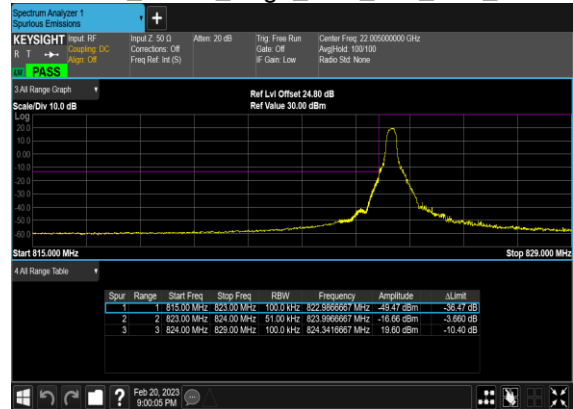 Spectrum Analyzer 1
Spurious Emissions
+
KEYSIGHT Input: RF Input Z: 50 Ω Atten: 20 dB Trig: Free Run Center Freq: 22.005000000 GHz
R T Coupling: DC Corrections: Off Gate: Off Avg|Hold: 100/100
Align: Off Freq Ref: Int (S) IF Gain: Low Radio Std: None
PASS
3 All Range Graph
Ref Lvl Offset 24.80 dB
Scale/Div 10.0 dB Ref Value 30.00 dBm
Log
20.0
10.0
0.00
-10.0
-20.0
-30.0
-40.0
-50.0
-60.0
Start 815.000 MHz Stop 829.000 MHz
4 All Range Table
Spur Range Start Freq Stop Freq RBW Frequency Amplitude ΔLimit
1 1 815.00 MHz 823.00 MHz 100.0 kHz 822.9866667 MHz -49.47 dBm -36.47 dB
2 2 823.00 MHz 824.00 MHz 51.00 kHz 823.9966667 MHz -16.66 dBm -3.660 dB
3 3 824.00 MHz 829.00 MHz 100.0 kHz 824.3416667 MHz 19.60 dBm -10.40 dB
? Feb 20, 2023
9:00:05 PM